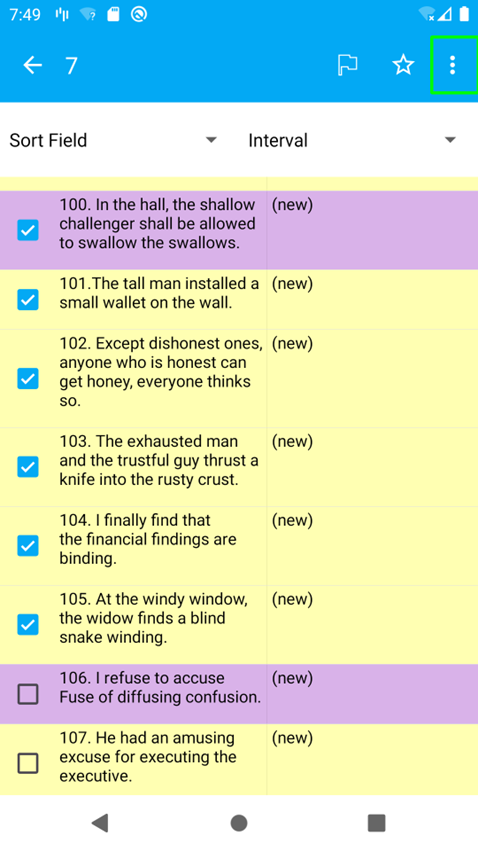 7:49
7
Sort Field
Interval
100. In the hall, the shallow
challenger shall be allowed
to swallow the swallows.
(new)
101.The tall man installed a
small wallet on the wall.
(new)
102. Except dishonest ones,
anyone who is honest can
get honey, everyone thinks
so.
(new)
103. The exhausted man
and the trustful guy thrust a
knife into the rusty crust.
(new)
104. I finally find that
the financial findings are
binding.
(new)
105. At the windy window,
the widow finds a blind
snake winding.
(new)
106. I refuse to accuse
Fuse of diffusing confusion.
(new)
107. He had an amusing
excuse for executing the
executive.
(new)